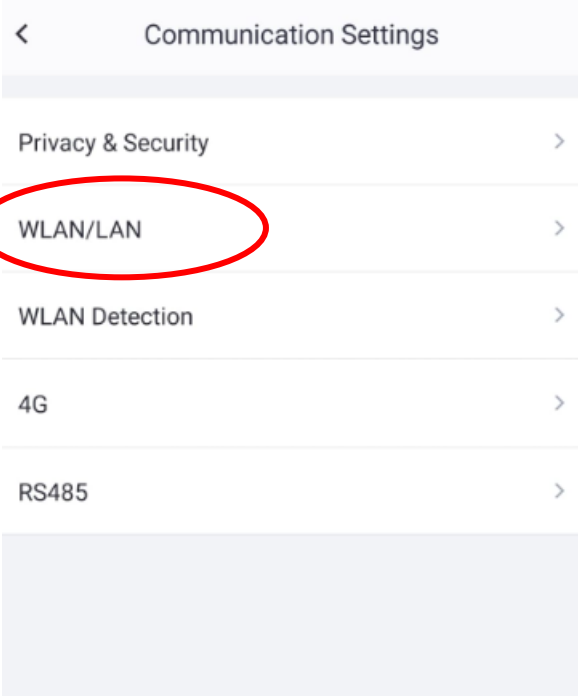 Communication Settings
Privacy & Security
WLAN/LAN
WLAN Detection
4G
RS485